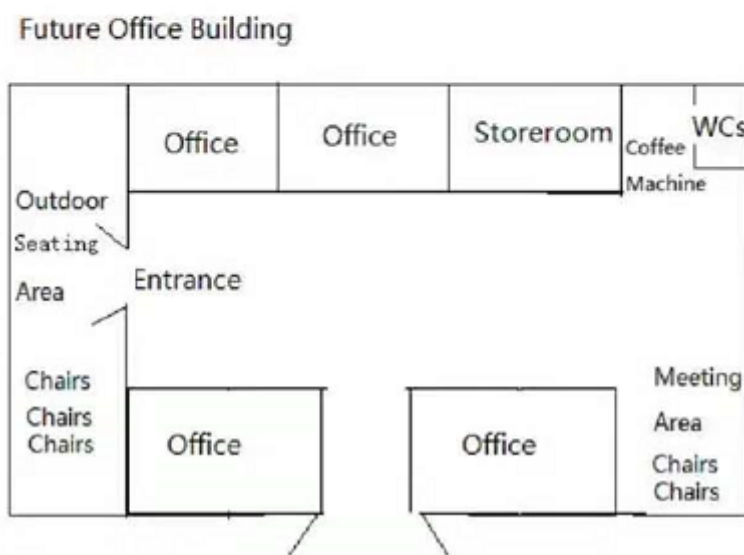 Future Office Building
Office
Office
Storeroom
Coffee
Machine
WCs
Outdoor
Seating
Area
Entrance
Chairs
Chairs
Chairs
Office
Office
Meeting
Area
Chairs
Chairs